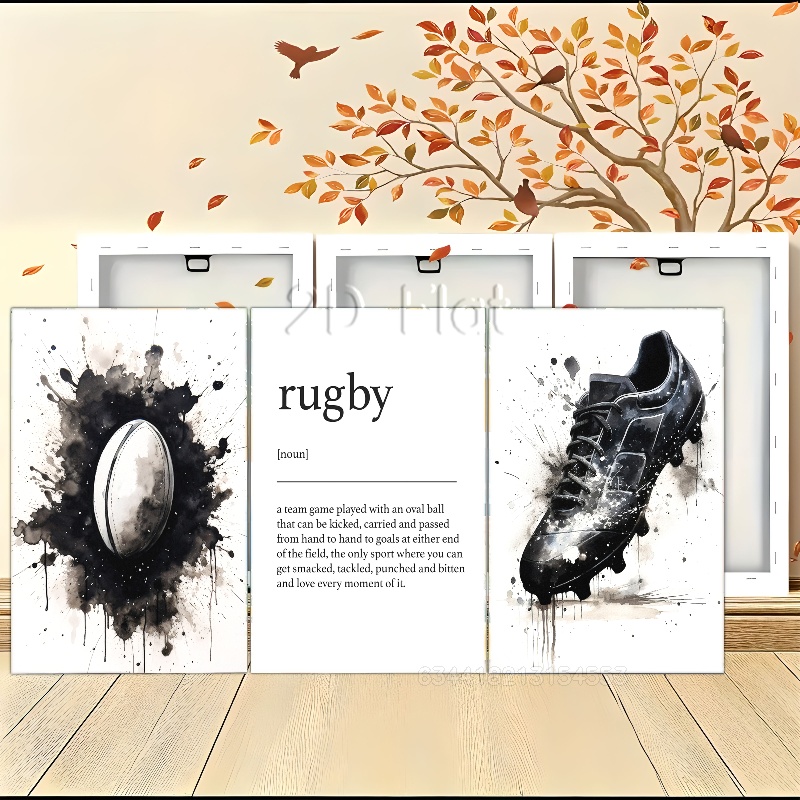 2D Flat
rugby
[noun]
a team game played with an oval ball
that can be kicked, carried and passed
from hand to hand to goals at either end
of the field, the only sport where you can
get smacked, tackled, punched and bitten
and love every moment of it.